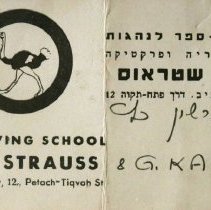 ספר לנהגות
ריה ופרקטיקה
שטראוס
יב. דרך פתח-תקוה 12
VING SCHOOL
STRAUSS
12., Petach-Tiqvah St
& G. KA